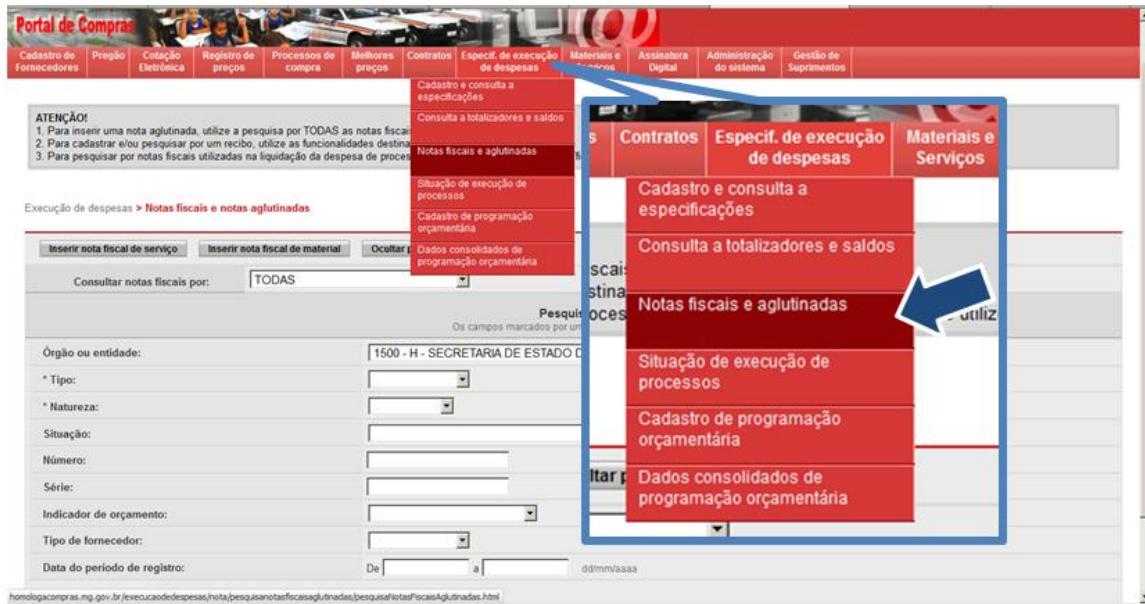 Portal de Compras
Cadastro de Fornecedores
Pregão
Cotação Eletrônica
Registro de preços
Processos de compra
Melhores preços
Contratos
Especif. de execução de despesas
Materiais e
Assinatura Digital
Administração do sistema
Gestão de Suprimentos
ATENÇÃO!
1. Para inserir uma nota aglutinada, utilize a pesquisa por TODAS as notas fiscai
2. Para cadastrar e/ou pesquisar por um recibo, utilize as funcionalidades destina
3. Para pesquisar por notas fiscais utilizadas na liquidação da despesa de proces
Cadastro e consulta a
especificações
Consulta a totalizadores e saldos
Notas fiscais e aglutinadas
Situação de execução de
processos
Cadastro de programação
orçamentária
Dados consolidados de
programação orçamentária
Execução de despesas > Notas fiscais e notas aglutinadas
Inserir nota fiscal de serviço
Inserir nota fiscal de material
Ocultar p
Consultar notas fiscais por:
TODAS
Pesquis
Os campos marcados por um
Órgão ou entidade:
1500 - H - SECRETARIA DE ESTADO D
* Tipo:
* Natureza:
Situação:
Número:
Série:
Indicador de orçamento:
Tipo de fornecedor:
Data do período de registro:
De
a
dd/mm/aaaa
s
Contratos
Especif. de execução
de despesas
Materiais e
Serviços
Cadastro e consulta a
especificações
Consulta a totalizadores e saldos
scais
stina
Notas fiscais e aglutinadas
oces
utiliz
Situação de execução de
processos
Cadastro de programação
orçamentária
ltar p
Dados consolidados de
programação orçamentária
homologacompras.mg.gov.br/execucaodedespesas/nota/pesquisanotasfiscaisaglutinadas/pesquisaNotasFiscaisAglutinadas.html